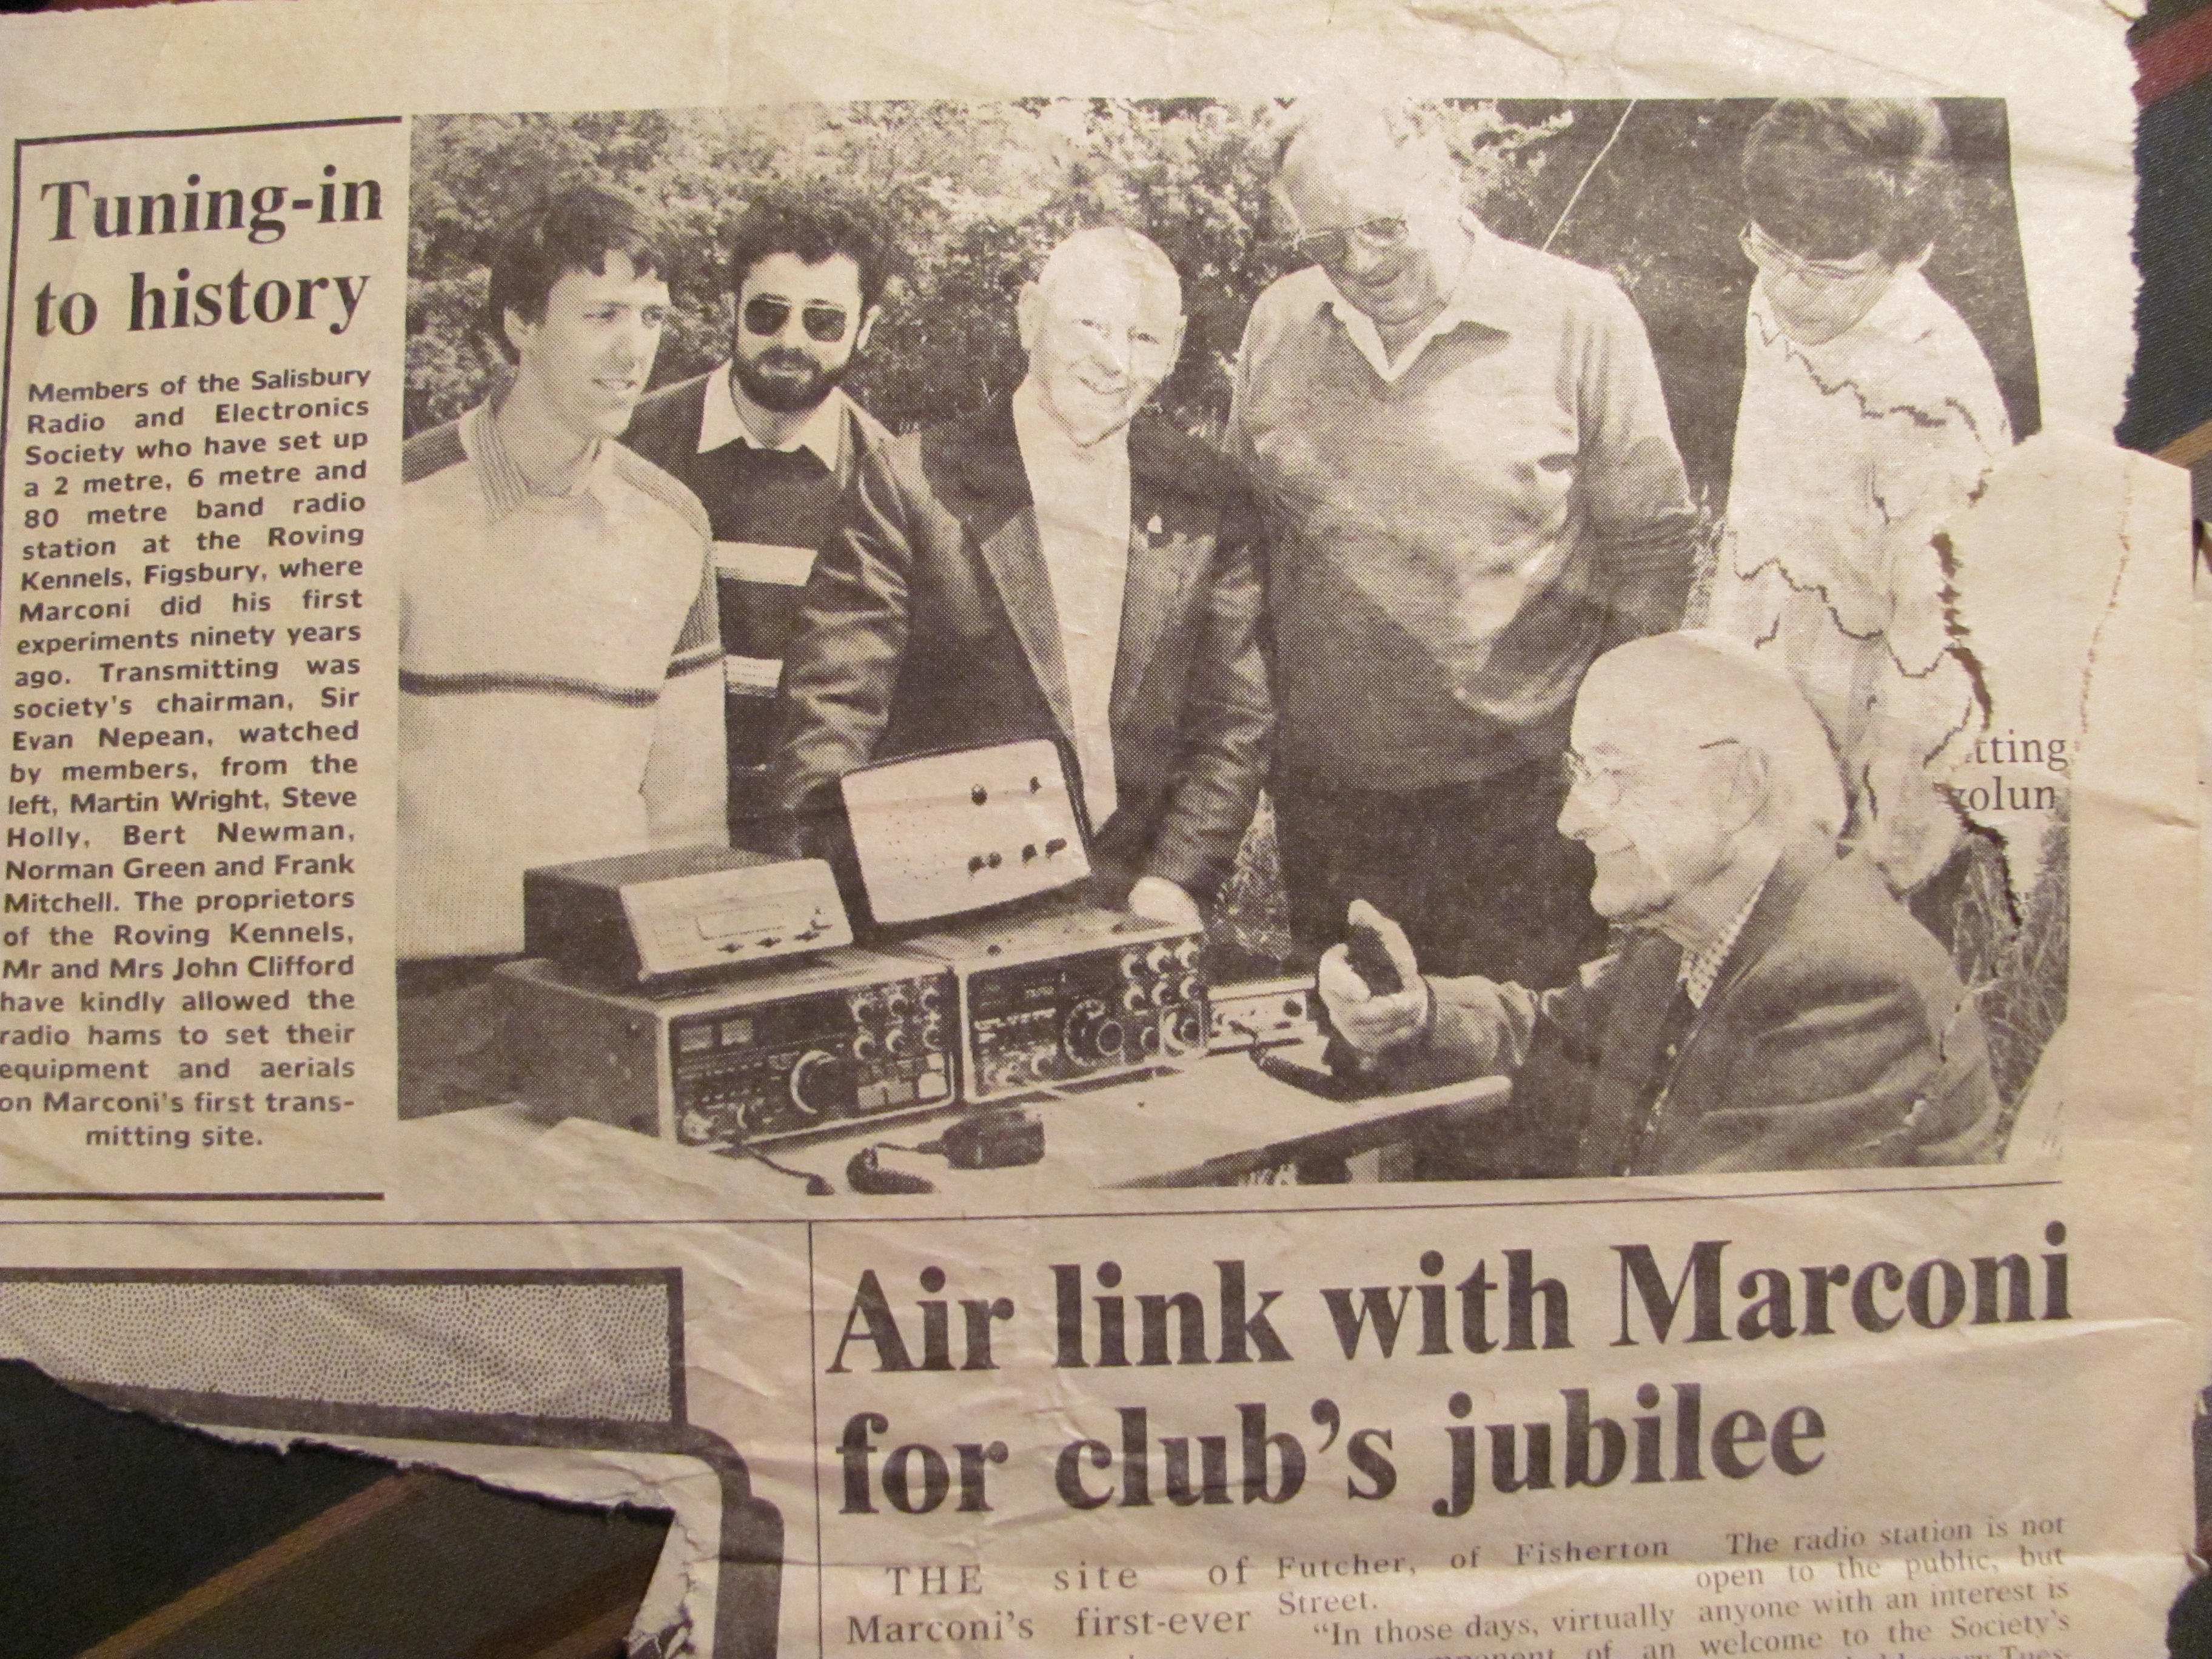 Tuning-in
to history
Members of the Salisbury
Radio and Electronics
Society who have set up
a 2 metre, 6 metre and
80 metre band radio
station at the Roving
Kennels, Figsbury, where
Marconi did his first
experiments ninety years
ago. Transmitting was
society's chairman, Sir
Evan Nepean, watched
by members, from the
left, Martin Wright, Steve
Holly, Bert Newman,
Norman Green and Frank
Mitchell. The proprietors
of the Roving Kennels,
Mr and Mrs John Clifford
have kindly allowed the
radio hams to set their
equipment and aerials
on Marconi's first trans-
mitting site.
tting
volun
Air link with Marconi
for club's jubilee
THE site of
Marconi's first-ever
Futcher, of Fisherton
Street.
"In those days, virtually
of an
The radio station is not
open to the public, but
anyone with an interest is
welcome to the Society's